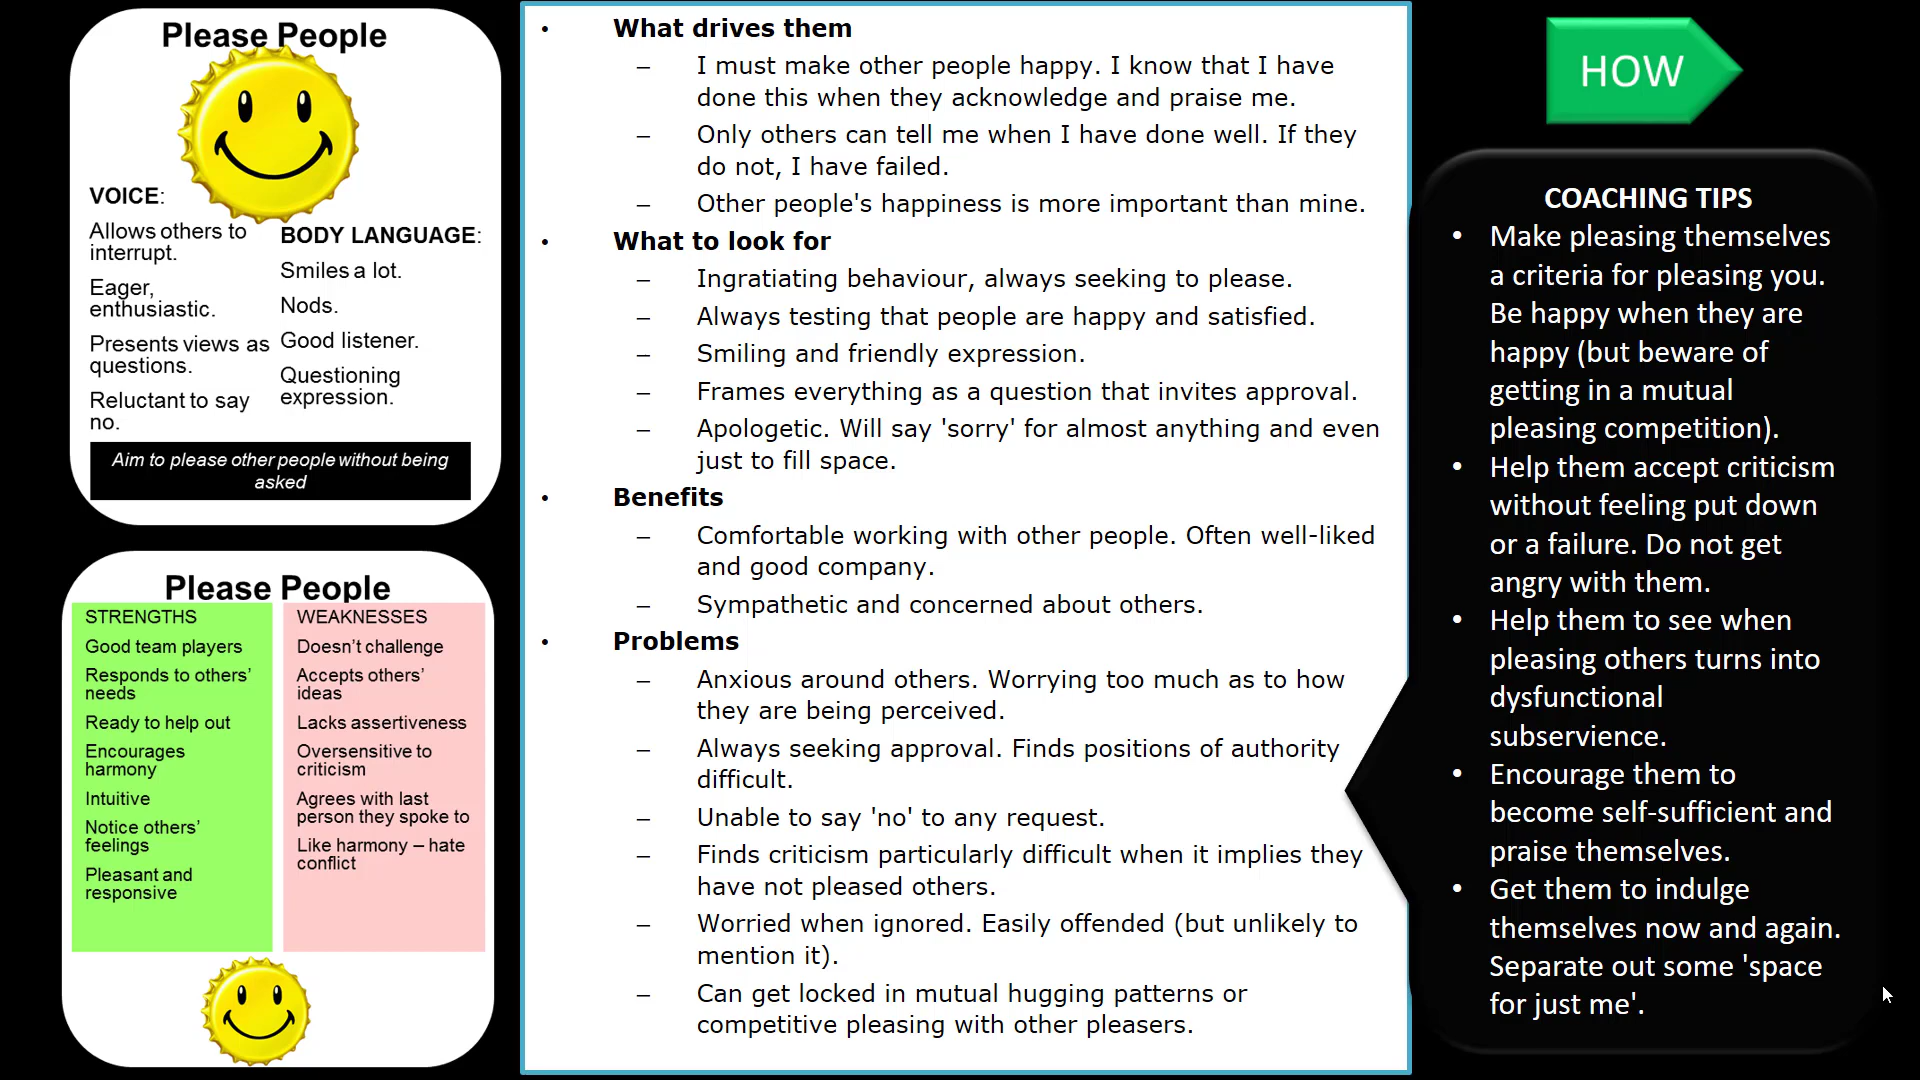 Please People
VOICE:
Allows others to
interrupt.
Eager,
enthusiastic.
Presents views as
questions.
Reluctant to say
no.
BODY LANGUAGE:
Smiles a lot.
Nods.
Good listener.
Questioning
expression.
Aim to please other people without being
asked
Please People
STRENGTHS
Good team players
Responds to others’
needs
Ready to help out
Encourages
harmony
Intuitive
Notice others’
feelings
Pleasant and
responsive
WEAKNESSES
Doesn’t challenge
Accepts others’
ideas
Lacks assertiveness
Oversensitive to
criticism
Agrees with last
person they spoke to
Like harmony – hate
conflict
• What drives them
– I must make other people happy. I know that I have
done this when they acknowledge and praise me.
– Only others can tell me when I have done well. If they
do not, I have failed.
– Other people's happiness is more important than mine.
• What to look for
– Ingratiating behaviour, always seeking to please.
– Always testing that people are happy and satisfied.
– Smiling and friendly expression.
– Frames everything as a question that invites approval.
– Apologetic. Will say 'sorry' for almost anything and even
just to fill space.
• Benefits
– Comfortable working with other people. Often well-liked
and good company.
– Sympathetic and concerned about others.
• Problems
– Anxious around others. Worrying too much as to how
they are being perceived.
– Always seeking approval. Finds positions of authority
difficult.
– Unable to say 'no' to any request.
– Finds criticism particularly difficult when it implies they
have not pleased others.
– Worried when ignored. Easily offended (but unlikely to
mention it).
– Can get locked in mutual hugging patterns or
competitive pleasing with other pleasers.
HOW
COACHING TIPS
• Make pleasing themselves
a criteria for pleasing you.
Be happy when they are
happy (but beware of
getting in a mutual
pleasing competition).
• Help them accept criticism
without feeling put down
or a failure. Do not get
angry with them.
• Help them to see when
pleasing others turns into
dysfunctional
subservience.
• Encourage them to
become self-sufficient and
praise themselves.
• Get them to indulge
themselves now and again.
Separate out some 'space
for just me'.